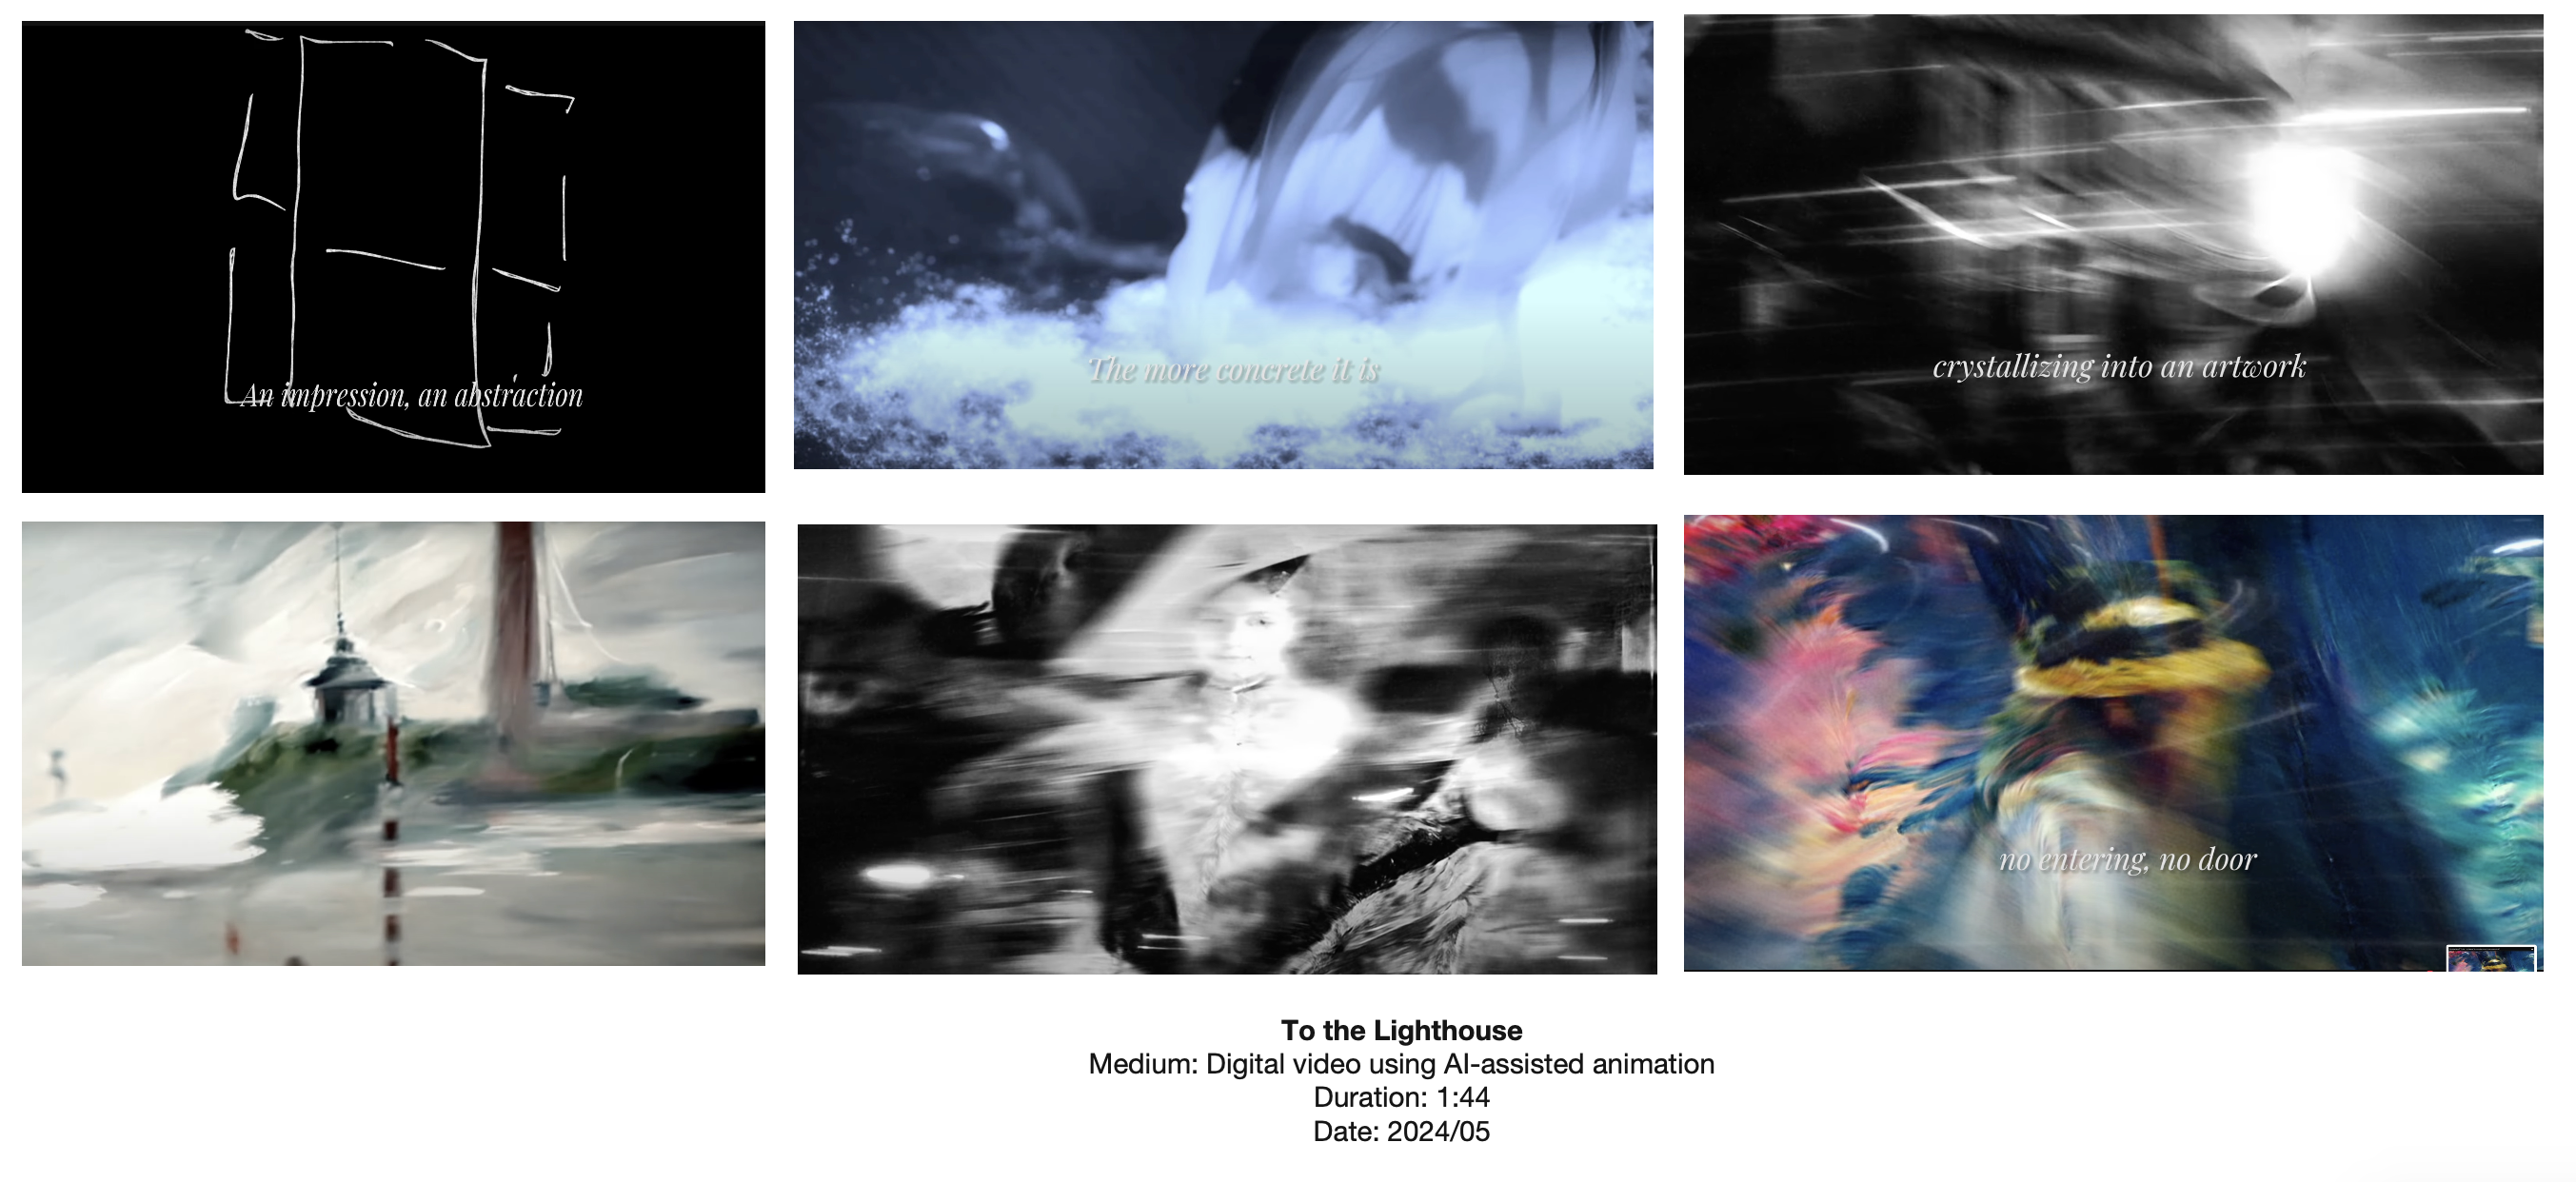 An impression, an abstraction
The more concrete it is
crystallizing into an artwork
no entering, no door
To the Lighthouse
Medium: Digital video using AI-assisted animation
Duration: 1:44
Date: 2024/05